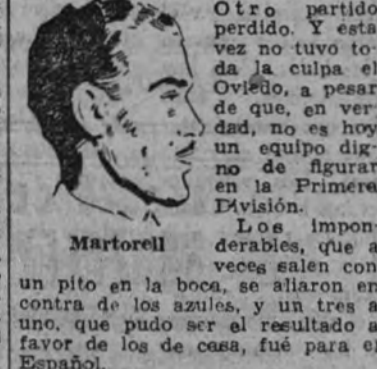 Otro partido
perdido. Y esta
vez no tuvo to-
da la culpa el
Oviedo, a pesar
de que, en ver-
dad, no es hoy
un equipo dig-
no de figurar
en la Primera
División.
Martorell
Los impon-
derables, que a
veces salen con
un pito en la boca, se aliaron en
contra de los azules, y un tres a
uno, que pudo ser el resultado a
favor de los de casa, fué para el
Español.